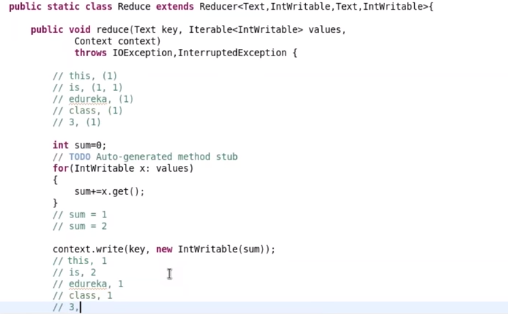 public static class Reduce extends Reducer<Text,IntWritable,Text,IntWritable>{
public void reduce(Text key, Iterable<IntWritable> values,
Context context)
throws IOException,InterruptedException {
// this, (1)
// is, (1, 1)
// edureka, (1)
// class, (1)
// 3, (1)
int sum=0;
// TODO Auto-generated method stub
for(IntWritable x: values)
{
sum+=x.get();
}
// sum = 1
// sum = 2
context.write(key, new IntWritable(sum));
// this, 1
// is, 2
// edureka, 1
// class, 1
// 3,